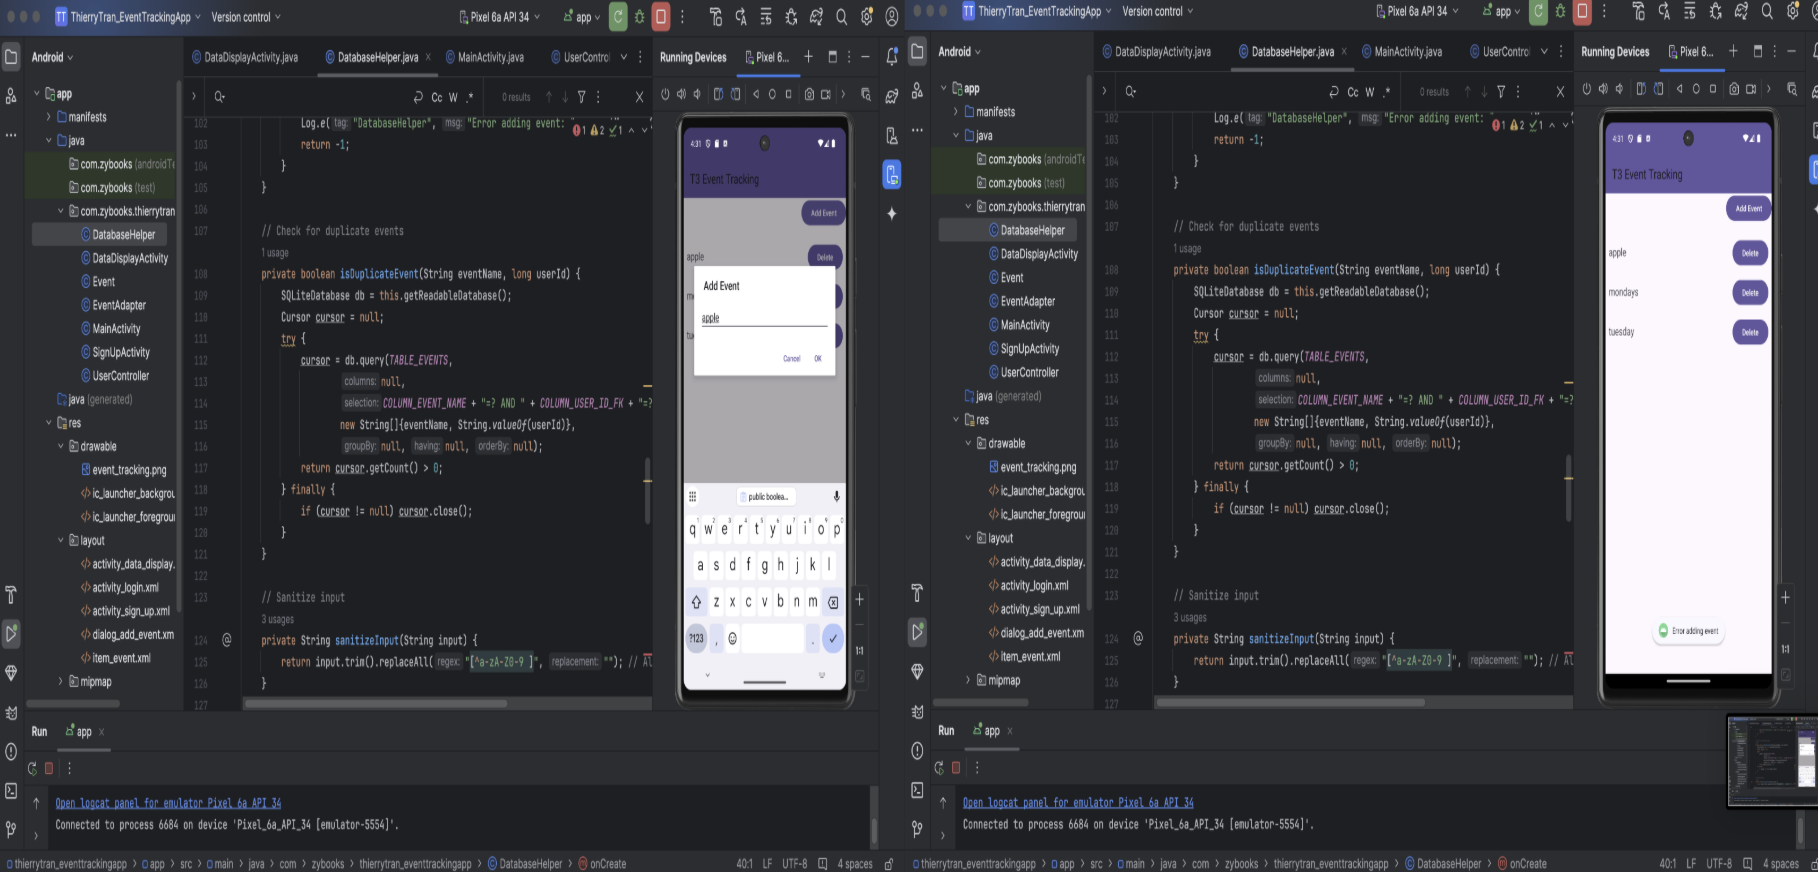 TT ThierryTran_EventTrackingApp Version control Pixel 6a API 34 app
Android
DataDisplayActivity.java DatabaseHelper.java MainActivity.java UserContro
Running Devices Pixel 6...
app
manifests
java
com.zybooks (androidTe
com.zybooks (test)
com.zybooks.thierrytran
DatabaseHelper
DataDisplayActivity
Event
EventAdapter
MainActivity
SignUpActivity
UserController
java (generated)
res
drawable
event_tracking.png
ic_launcher_backgrou
ic_launcher_foregroun
layout
activity_data_display.
activity_login.xml
activity_sign_up.xml
dialog_add_event.xm
item_event.xml
mipmap
Cc W .* 0 results
102 Log.e( tag: "DatabaseHelper", msg: "Error adding event: " 1 2 1
103 return -1;
104 }
105 }
106
107 // Check for duplicate events
1 usage
108 private boolean isDuplicateEvent(String eventName, long userId) {
109 SQLiteDatabase db = this.getReadableDatabase();
110 Cursor cursor = null;
111 try {
112 cursor = db.query(TABLE_EVENTS,
113 columns: null,
114 selection: COLUMN_EVENT_NAME + "=? AND " + COLUMN_USER_ID_FK + "=?
115 new String[]{eventName, String.valueOf(userId)},
116 groupBy: null, having: null, orderBy: null);
117 return cursor.getCount() > 0;
118 } finally {
119 if (cursor != null) cursor.close();
120 }
121 }
122
123 // Sanitize input
3 usages
124 @ private String sanitizeInput(String input) {
125 return input.trim().replaceAll( regex: "[^a-zA-Z0-9 ]", replacement: ""); // Al
126 }
127
4:31
T3 Event Tracking
Add Event
apple Delete
Add Event
apple
Cancel OK
public boolea...
q w e r t y u i o p
a s d f g h j k l
z x c v b n m
?123 , .
1:1
Run app
Open logcat panel for emulator Pixel 6a API 34
Connected to process 6684 on device 'Pixel_6a_API_34 [emulator-5554]'.
thierrytran_eventtrackingapp > app > src > main > java > com > zybooks > thierrytran_eventtrackingapp > DatabaseHelper > onCreate 40:1 LF UTF-8 4 spaces
TT ThierryTran_EventTrackingApp Version control Pixel 6a API 34 app
Android
DataDisplayActivity.java DatabaseHelper.java MainActivity.java UserContro
Running Devices Pixel 6...
app
manifests
java
com.zybooks (androidTe
com.zybooks (test)
com.zybooks.thierrytran
DatabaseHelper
DataDisplayActivity
Event
EventAdapter
MainActivity
SignUpActivity
UserController
java (generated)
res
drawable
event_tracking.png
ic_launcher_backgrou
ic_launcher_foregrou
layout
activity_data_display.
activity_login.xml
activity_sign_up.xml
dialog_add_event.xm
item_event.xml
mipmap
Cc W .* 0 results
102 Log.e( tag: "DatabaseHelper", msg: "Error adding event: 1 2 1
103 return -1;
104 }
105 }
106
107 // Check for duplicate events
1 usage
108 private boolean isDuplicateEvent(String eventName, long userId) {
109 SQLiteDatabase db = this.getReadableDatabase();
110 Cursor cursor = null;
111 try {
112 cursor = db.query(TABLE_EVENTS,
113 columns: null,
114 selection: COLUMN_EVENT_NAME + "=? AND " + COLUMN_USER_ID_FK + "=?
115 new String[]{eventName, String.valueOf(userId)},
116 groupBy: null, having: null, orderBy: null);
117 return cursor.getCount() > 0;
118 } finally {
119 if (cursor != null) cursor.close();
120 }
121 }
122
123 // Sanitize input
3 usages
124 @ private String sanitizeInput(String input) {
125 return input.trim().replaceAll( regex: "[^a-zA-Z0-9 ]", replacement: ""); // Al
126 }
127
4:31
T3 Event Tracking
Add Event
apple Delete
mondays Delete
tuesday Delete
Error adding event
1:1
Run app
Open logcat panel for emulator Pixel 6a API 34
Connected to process 6684 on device 'Pixel_6a_API_34 [emulator-5554]'.
thierrytran_eventtrackingapp > app > src > main > java > com > zybooks > thierrytran_eventtrackingapp > DatabaseHelper > onCreate 40:1 LF UTF-8 4 spaces